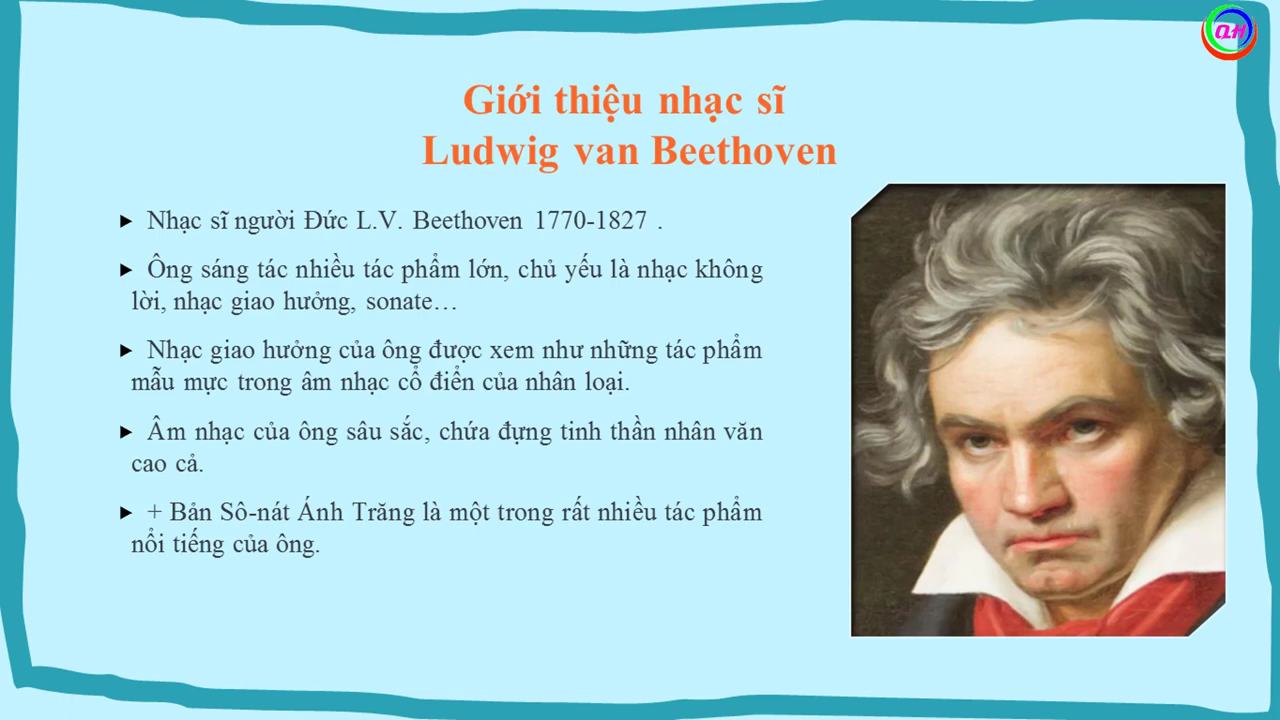 QH
Giới thiệu nhạc sĩ
Ludwig van Beethoven
Nhạc sĩ người Đức L.V. Beethoven 1770-1827 .
Ông sáng tác nhiều tác phẩm lớn, chủ yếu là nhạc không
lời, nhạc giao hưởng, sonate…
Nhạc giao hưởng của ông được xem như những tác phẩm
mẫu mực trong âm nhạc cổ điển của nhân loại.
Âm nhạc của ông sâu sắc, chứa đựng tinh thần nhân văn
cao cả.
+ Bản Sô-nát Ánh Trăng là một trong rất nhiều tác phẩm
nổi tiếng của ông.